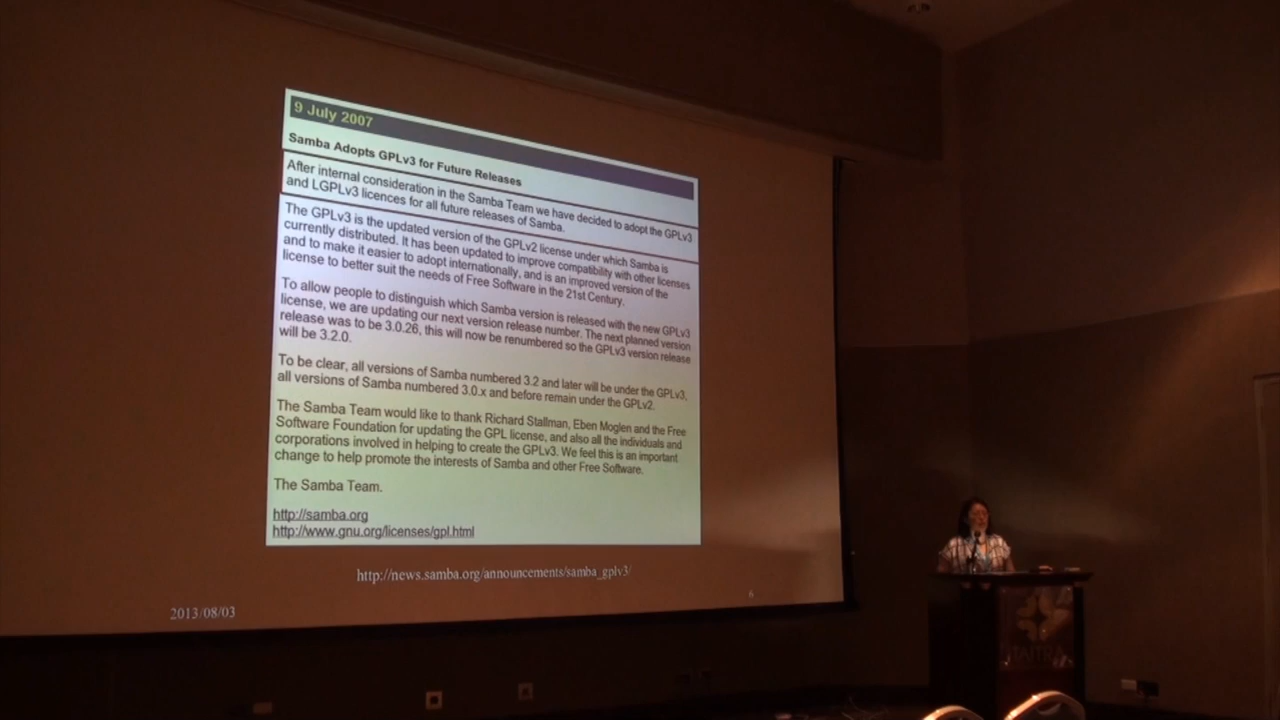 9 July 2007
Samba Adopts GPLv3 for Future Releases
After internal consideration in the Samba Team we have decided to adopt the GPLv3
and LGPLv3 licences for all future releases of Samba.
The GPLv3 is the updated version of the GPLv2 license under which Samba is
currently distributed. It has been updated to improve compatibility with other licenses
and to make it easier to adopt internationally, and is an improved version of the
license to better suit the needs of Free Software in the 21st Century.
To allow people to distinguish which Samba version is released with the new GPLv3
license, we are updating our next version release number. The next planned version
release was to be 3.0.26, this will now be renumbered so the GPLv3 version release
will be 3.2.0.
To be clear, all versions of Samba numbered 3.2 and later will be under the GPLv3,
all versions of Samba numbered 3.0.x and before remain under the GPLv2.
The Samba Team would like to thank Richard Stallman, Eben Moglen and the Free
Software Foundation for updating the GPL license, and also all the individuals and
corporations involved in helping to create the GPLv3. We feel this is an important
change to help promote the interests of Samba and other Free Software.
The Samba Team.
http://samba.org
http://www.gnu.org/licenses/gpl.html
http://news.samba.org/announcements/samba_gplv3/
2013/08/03
6
TAITRA